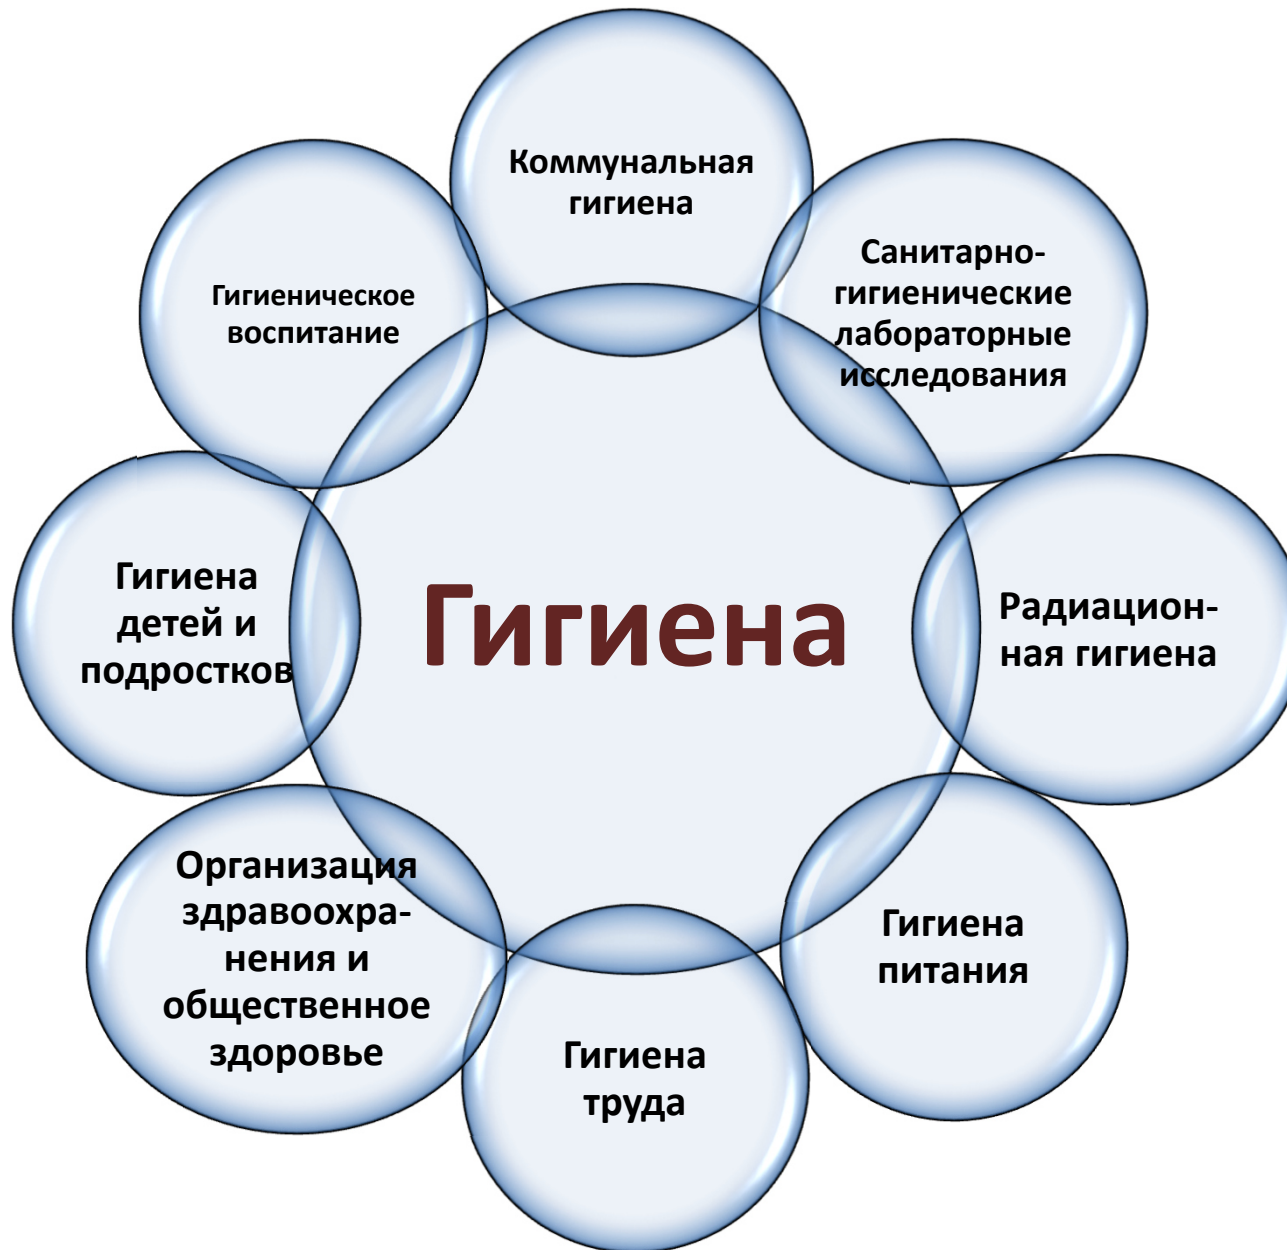 Коммунальная
гигиена
Санитарно-
гигиенические
лабораторные
исследования
Гигиеническое
воспитание
Гигиена
детей и
подростков
Гигиена
Радиацион-
ная гигиена
Организация
здравоохра-
нения и
общественное
здоровье
Гигиена
питания
Гигиена
труда